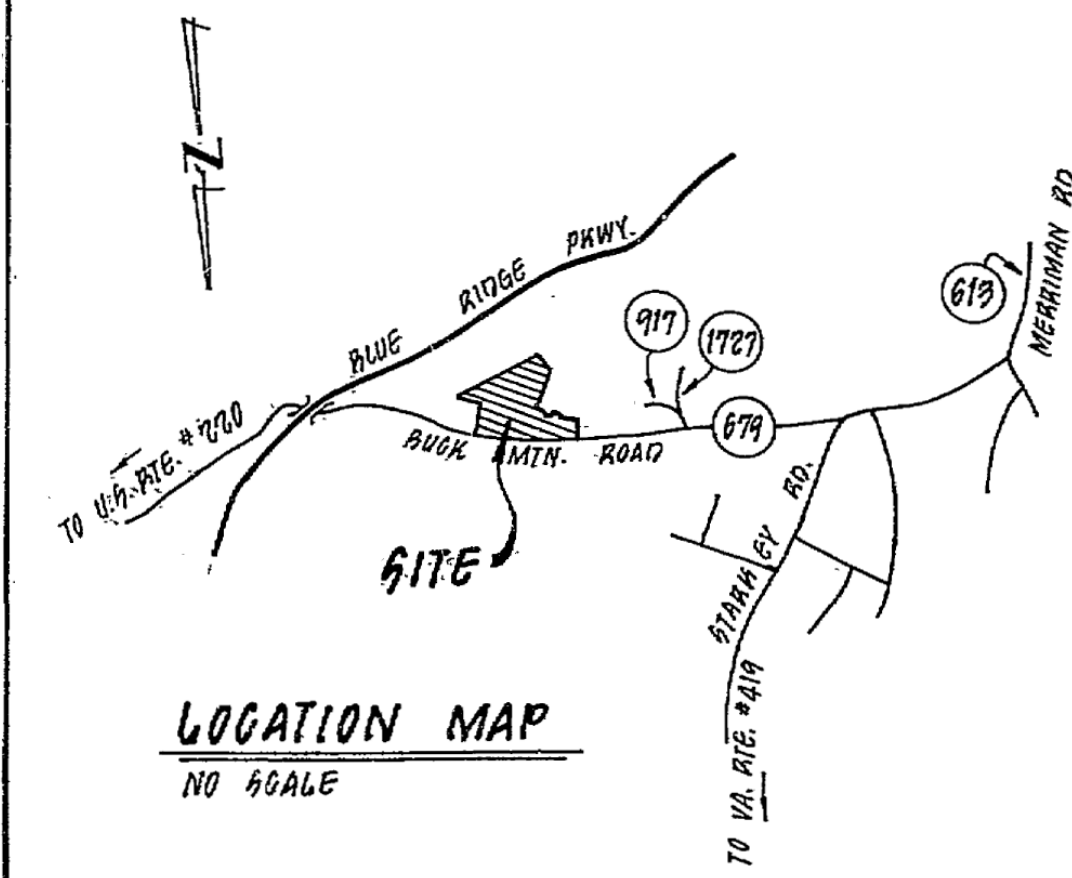 N
BLUE RIDGE PKWY.
MERRIMAN RD
613
917
1727
679
TO U.S. RTE. #220
BUCK MTN. ROAD
STARKEY RD.
SITE
TO VA. RTE. #419
LOCATION MAP
NO SCALE